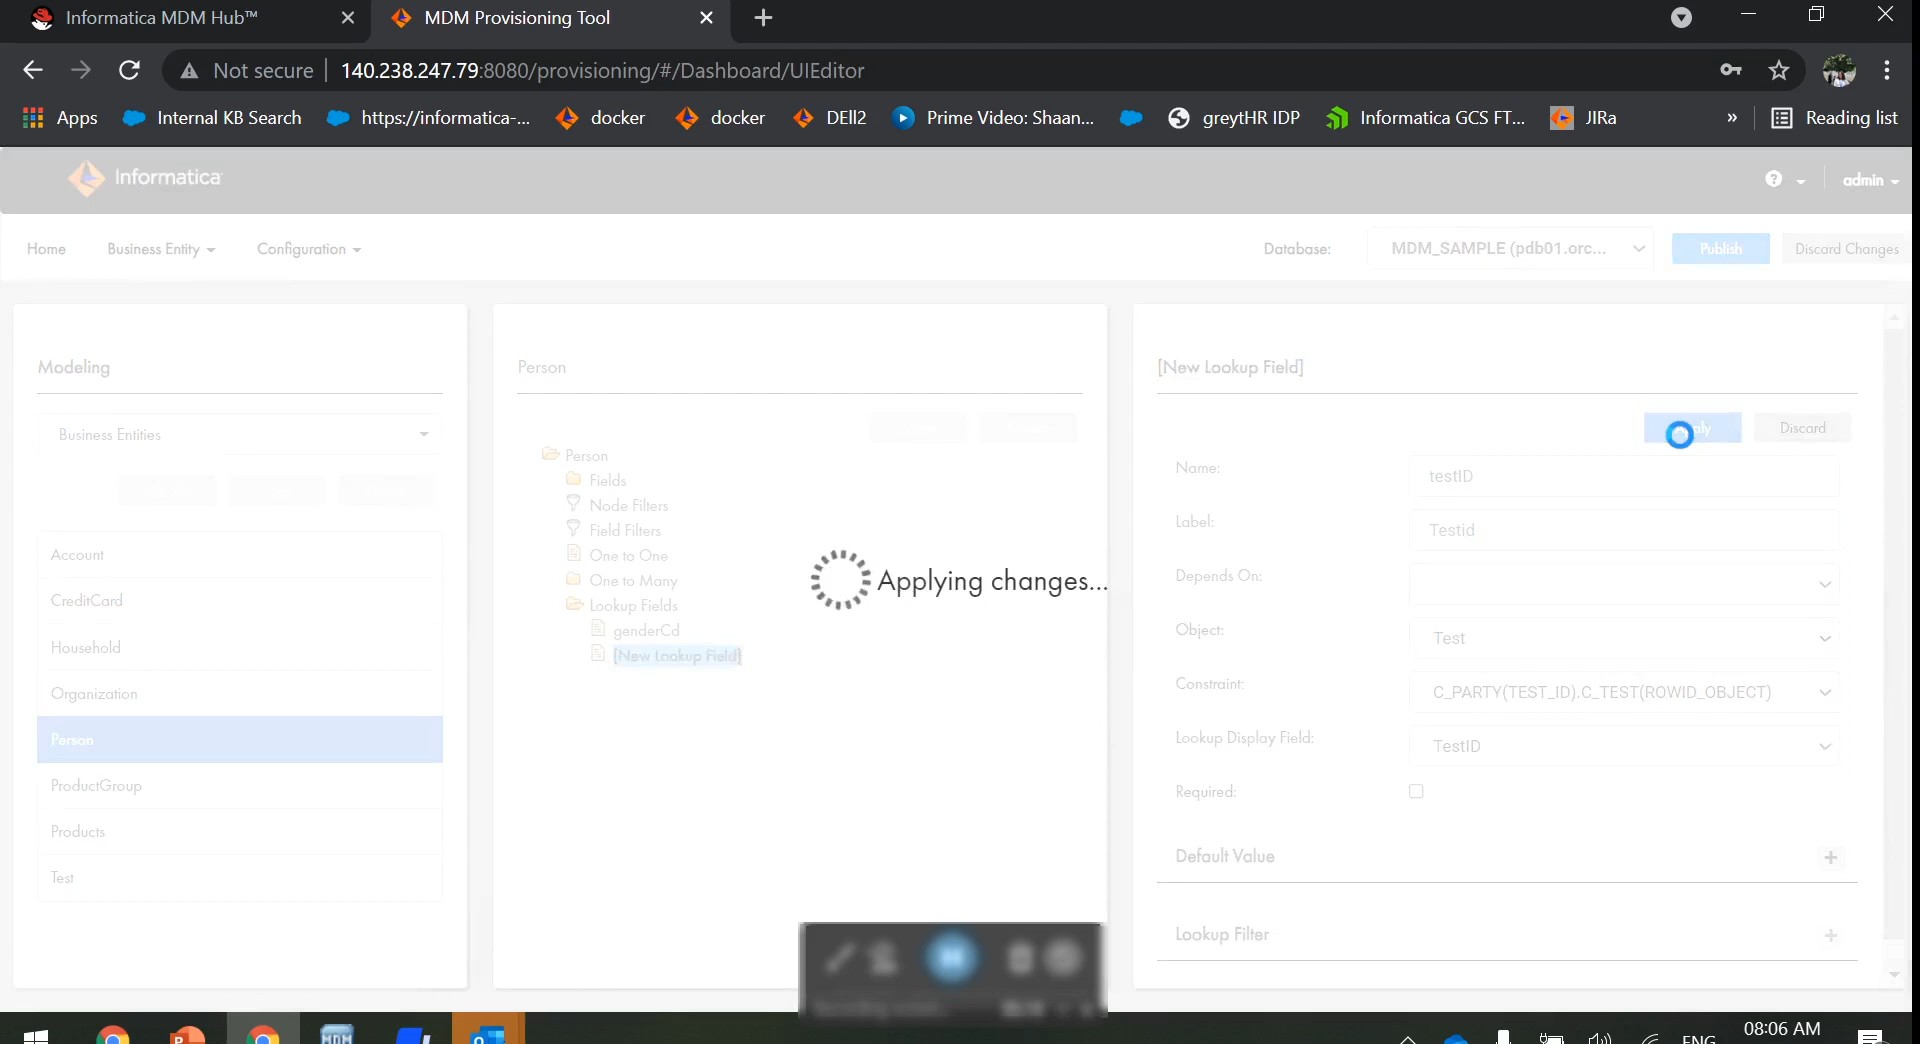 Informatica MDM Hub™
MDM Provisioning Tool
Not secure
140.238.247.79:8080/provisioning/#/Dashboard/UIEditor
Apps
Internal KB Search
https://informatica-...
docker
docker
DEll2
Prime Video: Shaan...
greytHR IDP
Informatica GCS FT...
JIRa
»
Reading list
Informatica
admin
Home
Business Entity
Configuration
Database:
MDM_SAMPLE (pdb01.orc...
Publish
Discard Changes
Modeling
Business Entities
Account
CreditCard
Household
Organization
Person
ProductGroup
Products
Test
Person
Person
Fields
Node Filters
Field Filters
One to One
One to Many
Lookup Fields
genderCd
[New Lookup Field]
Applying changes...
[New Lookup Field]
Discard
Name:
testID
Label:
Testid
Depends On:
Object:
Test
Constraint:
C_PARTY(TEST_ID).C_TEST(ROWID_OBJECT)
Lookup Display Field:
TestID
Required:
Default Value
Lookup Filter
MDM
ENG
08:06 AM